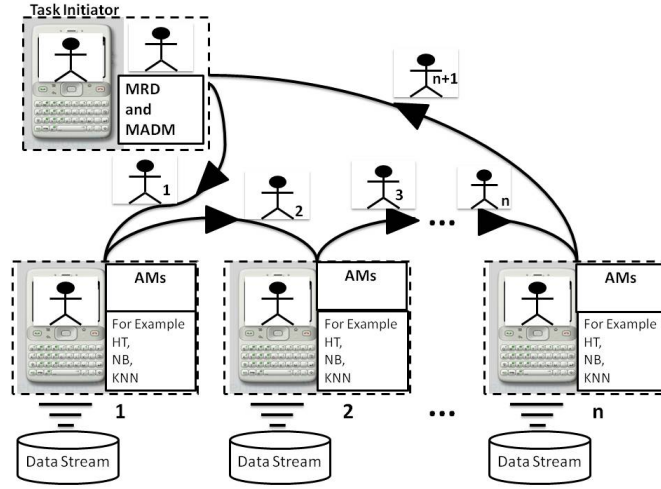 Task Initiator
MRD
and
MADM
n+1
1
2
3
...
n
AMs
For Example
HT,
NB,
KNN
AMs
For Example
HT,
NB,
KNN
AMs
For Example
HT,
NB,
KNN
1
2
...
n
Data Stream
Data Stream
Data Stream